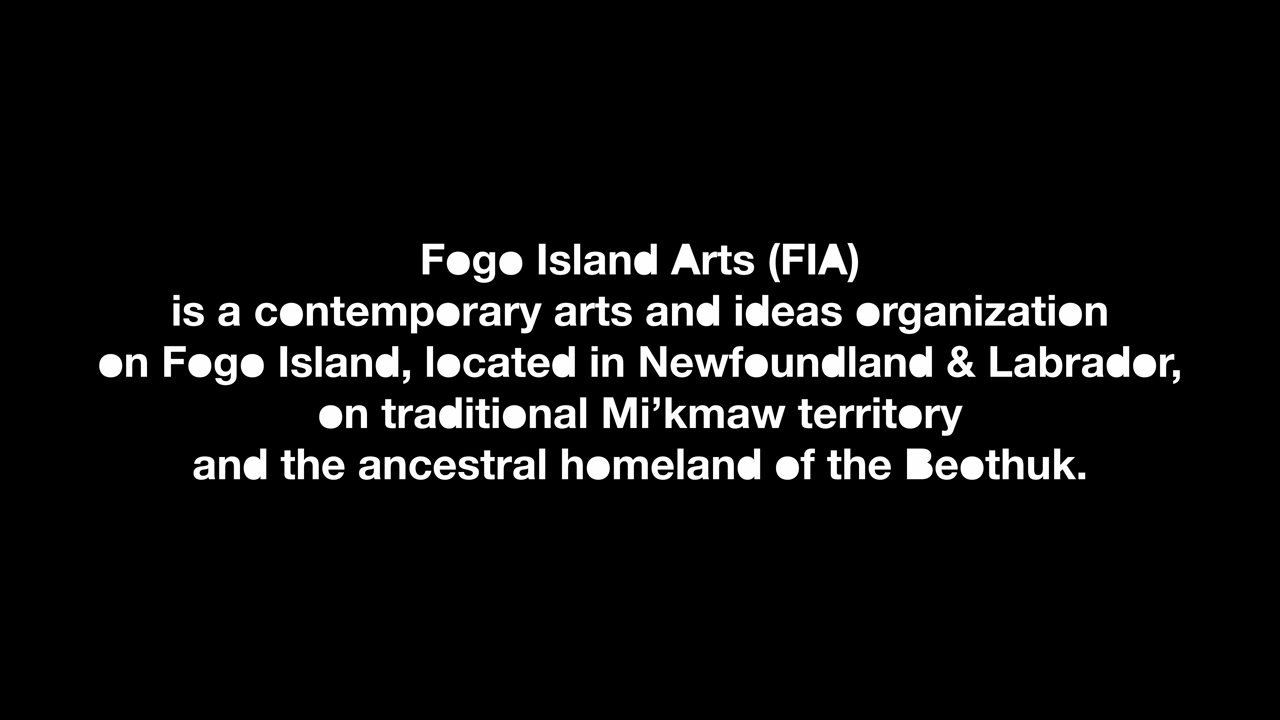 Fogo Island Arts (FIA)
is a contemporary arts and ideas organization
on Fogo Island, located in Newfoundland & Labrador,
on traditional Mi’kmaw territory
and the ancestral homeland of the Beothuk.